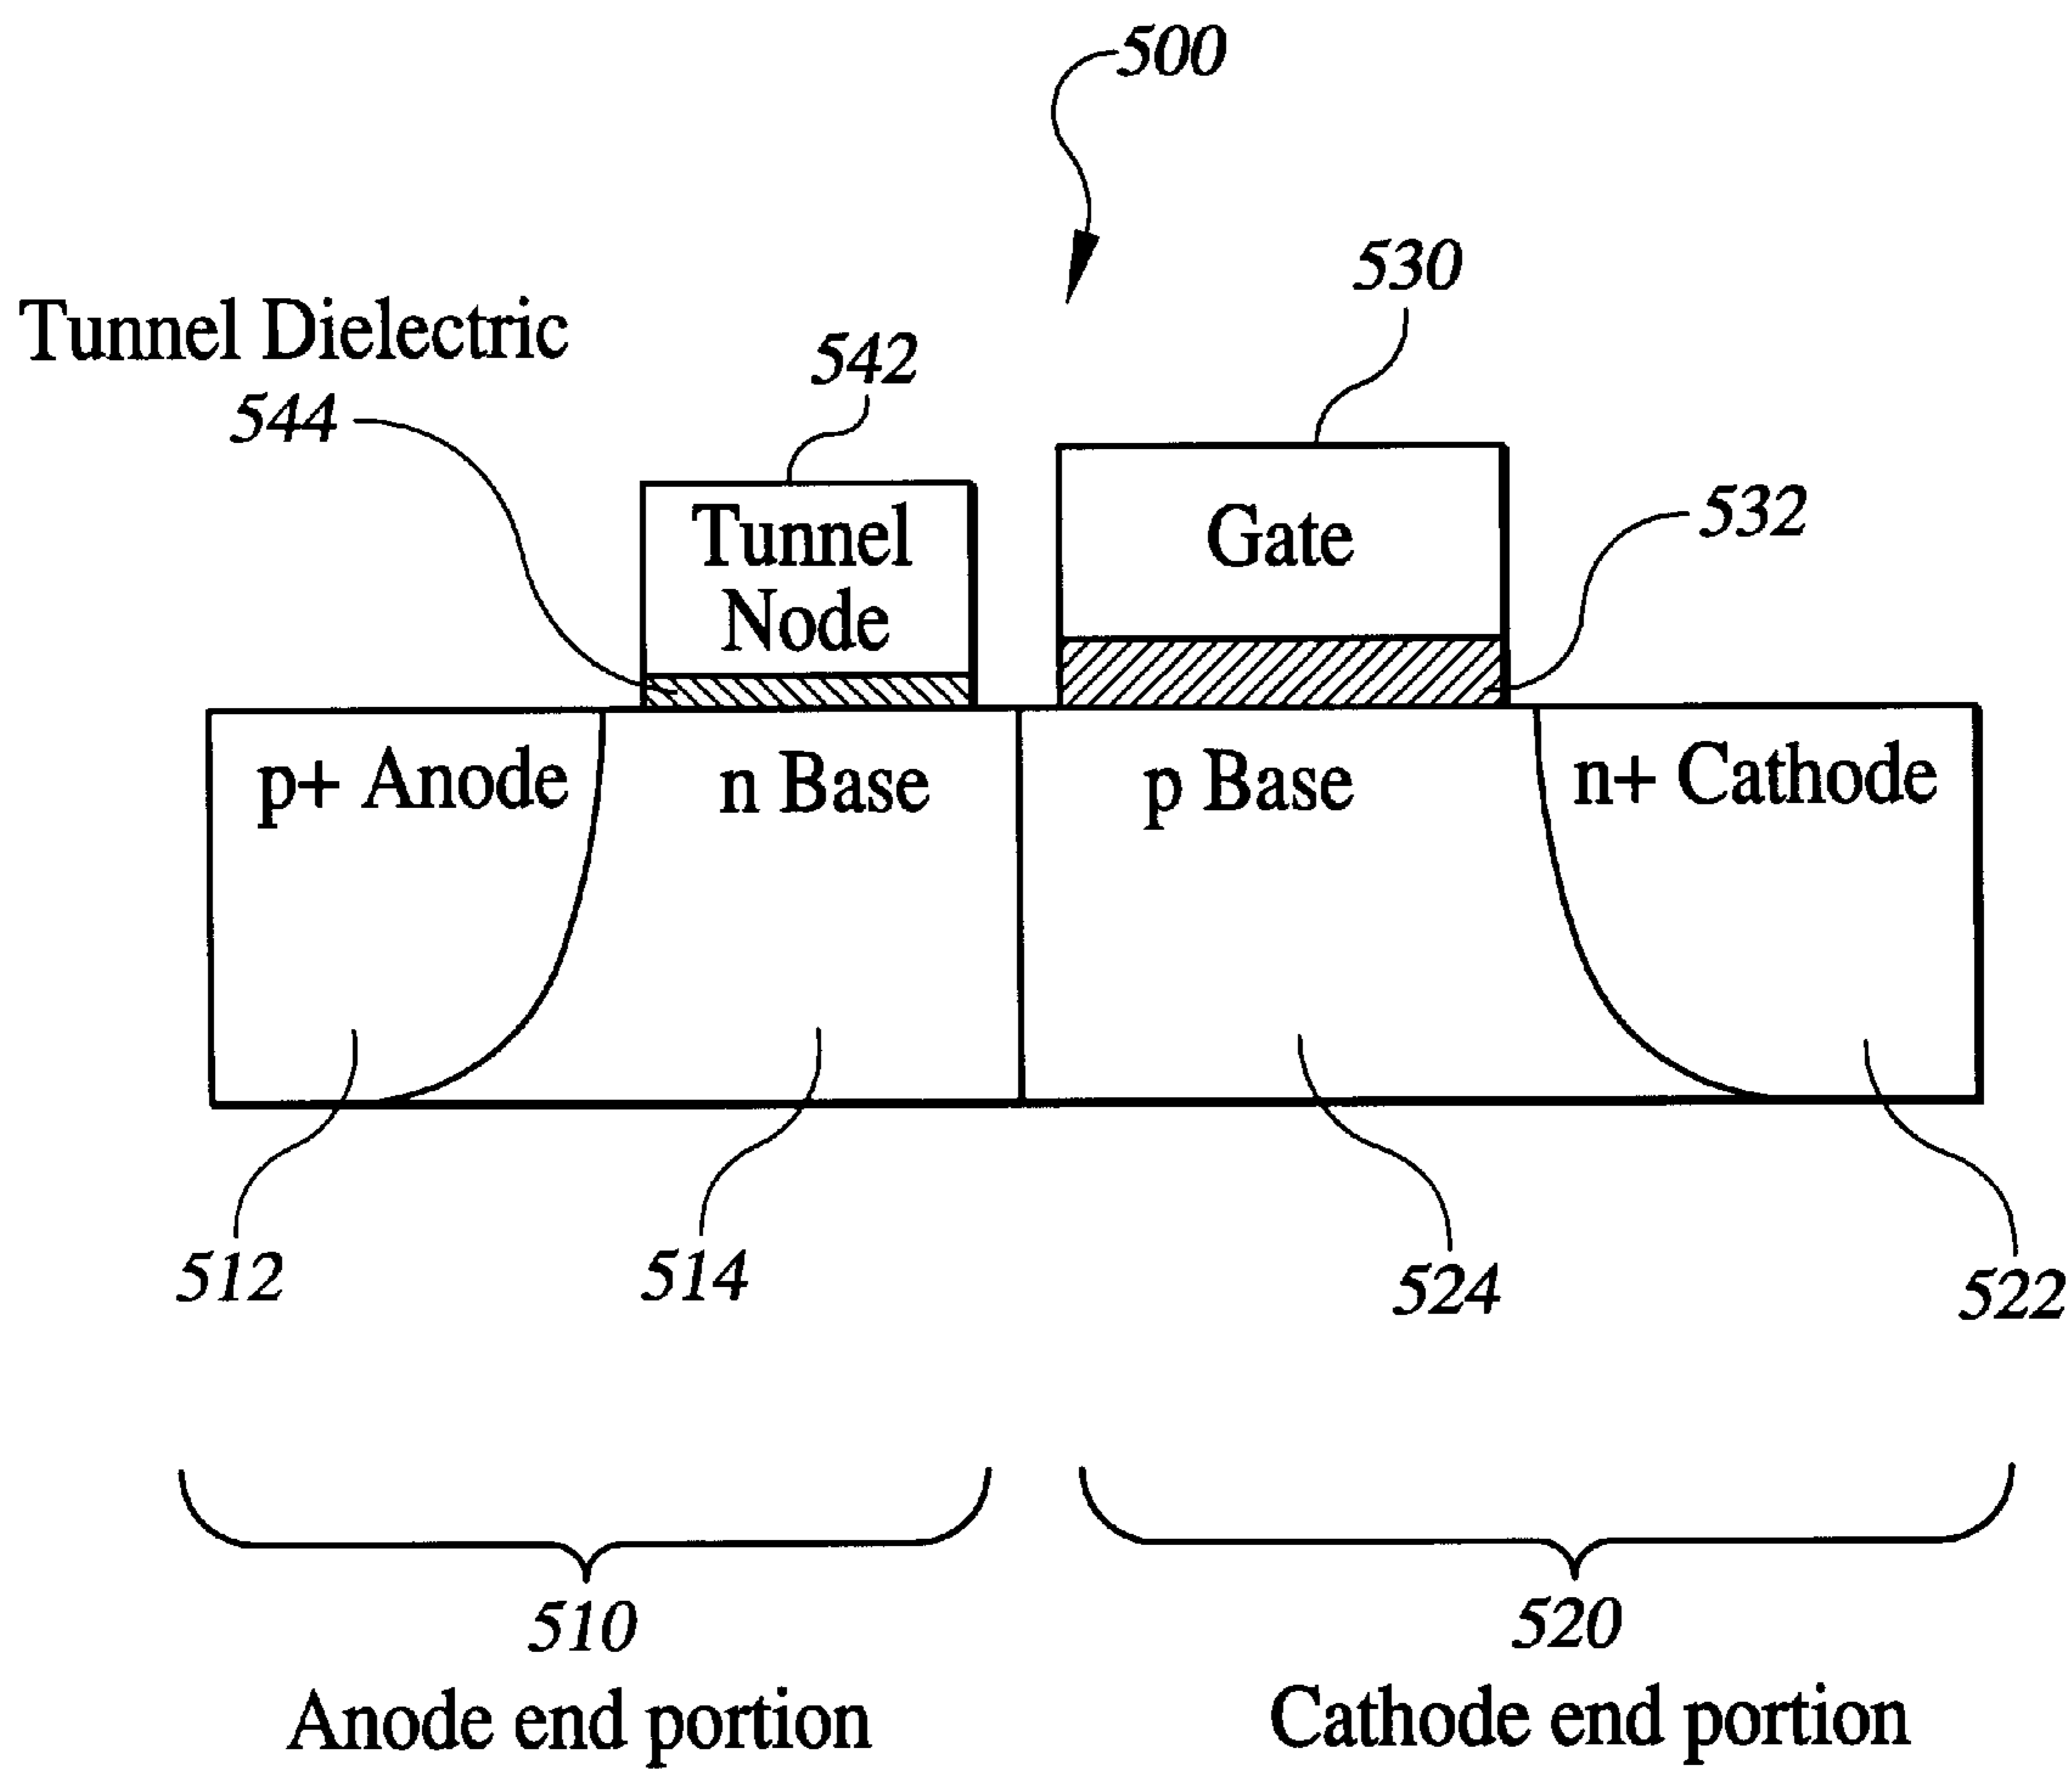 500
530
Tunnel Dielectric
542
544
532
Tunnel
Node
Gate
p+ Anode
n Base
p Base
n+ Cathode
512
514
524
522
510
520
Anode end portion
Cathode end portion